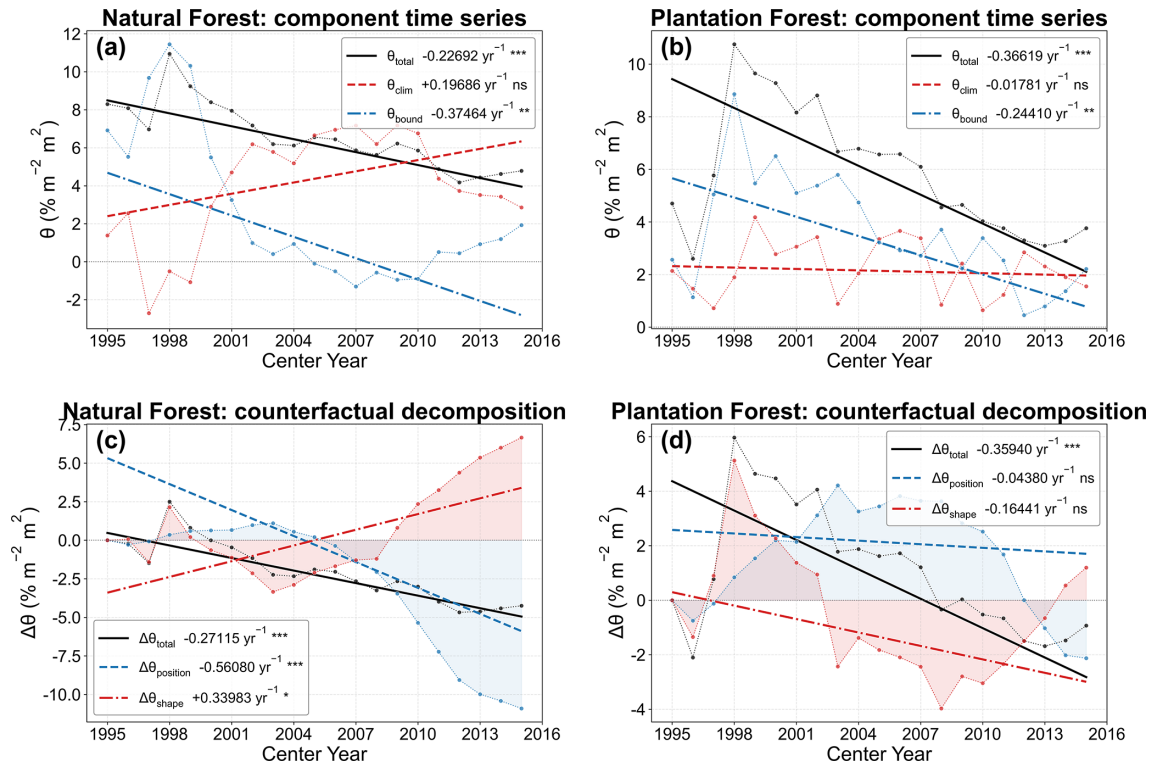 Natural Forest: component time series
(a)
θtotal -0.22692 yr−1 ***
θclim +0.19686 yr−1 ns
θbound -0.37464 yr−1 **
12
10
8
6
4
2
0
-2
θ (% m−2 m2)
1995 1998 2001 2004 2007 2010 2013 2016
Center Year
Plantation Forest: component time series
(b)
θtotal -0.36619 yr−1 ***
θclim -0.01781 yr−1 ns
θbound -0.24410 yr−1 **
10
8
6
4
2
0
θ (% m−2 m2)
1995 1998 2001 2004 2007 2010 2013 2016
Center Year
Natural Forest: counterfactual decomposition
(c)
7.5
5.0
2.5
0.0
-2.5
-5.0
-7.5
-10.0
Δθ (% m−2 m2)
Δθtotal -0.27115 yr−1 ***
Δθposition -0.56080 yr−1 ***
Δθshape +0.33983 yr−1 *
1995 1998 2001 2004 2007 2010 2013 2016
Center Year
Plantation Forest: counterfactual decomposition
(d)
Δθtotal -0.35940 yr−1 ***
Δθposition -0.04380 yr−1 ns
Δθshape -0.16441 yr−1 ns
6
4
2
0
-2
-4
Δθ (% m−2 m2)
1995 1998 2001 2004 2007 2010 2013 2016
Center Year